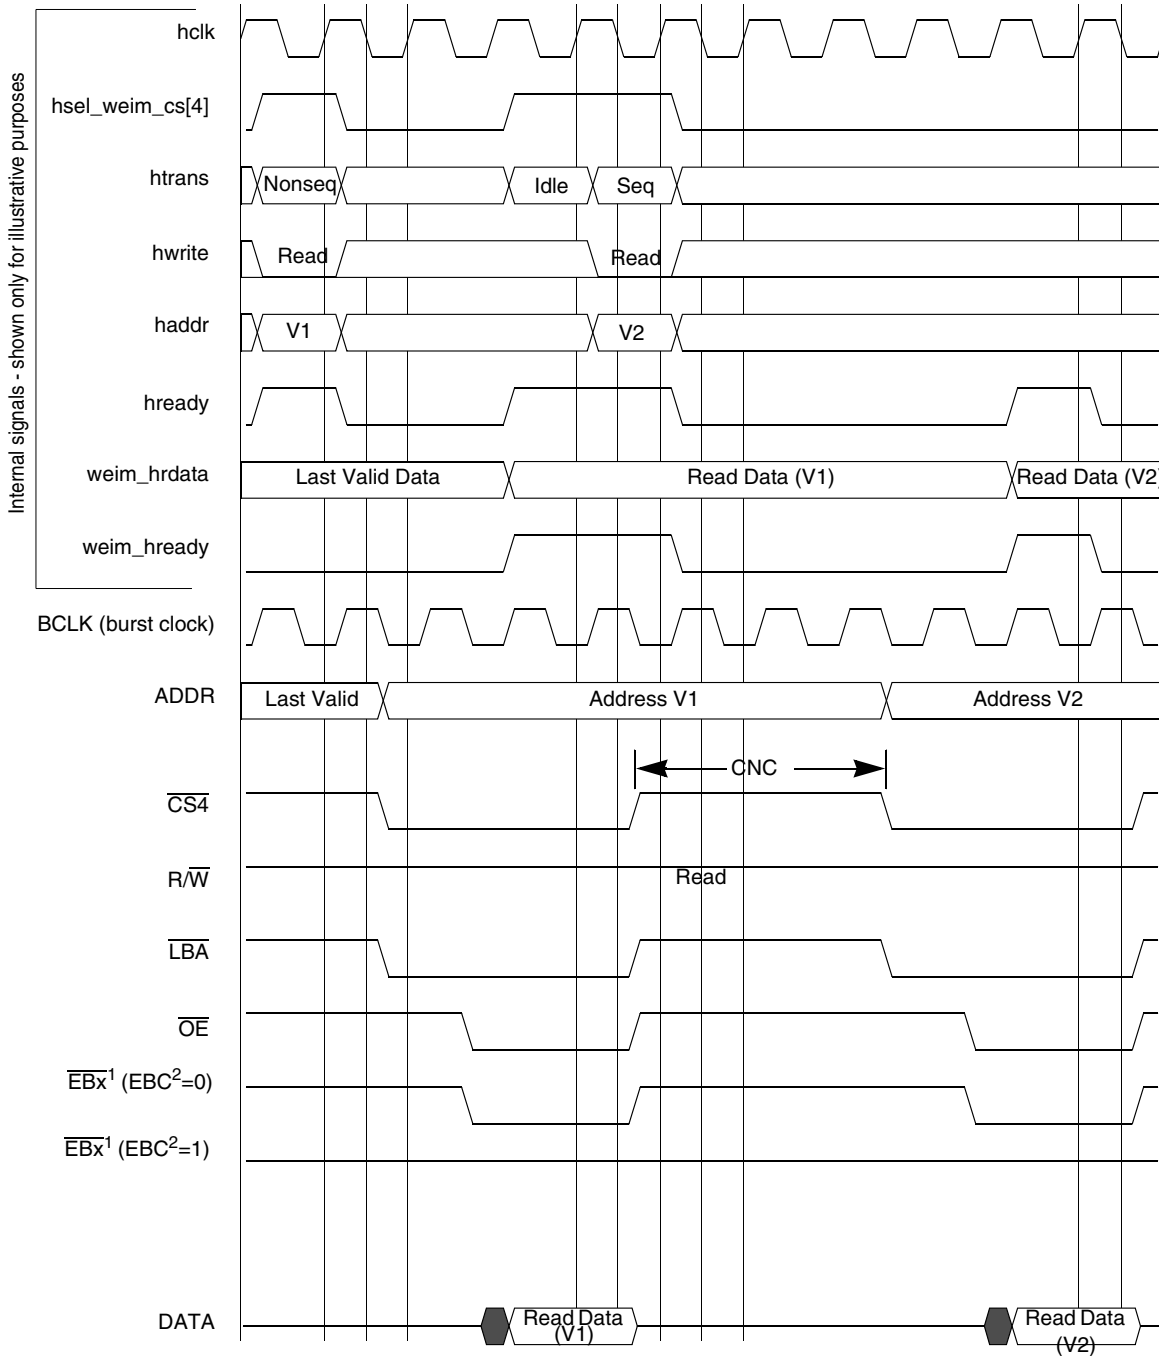 Internal signals - shown only for illustrative purposes
hclk
hsel_weim_cs[4]
htrans Nonseq Idle Seq
hwrite Read Read
haddr V1 V2
hready
weim_hrdata Last Valid Data Read Data (V1) Read Data (V2)
weim_hready
BCLK (burst clock)
ADDR Last Valid Address V1 Address V2
CNC
CS4
R/W Read
LBA
OE
EBx1 (EBC2=0)
EBx1 (EBC2=1)
DATA Read Data (V1) Read Data (V2)